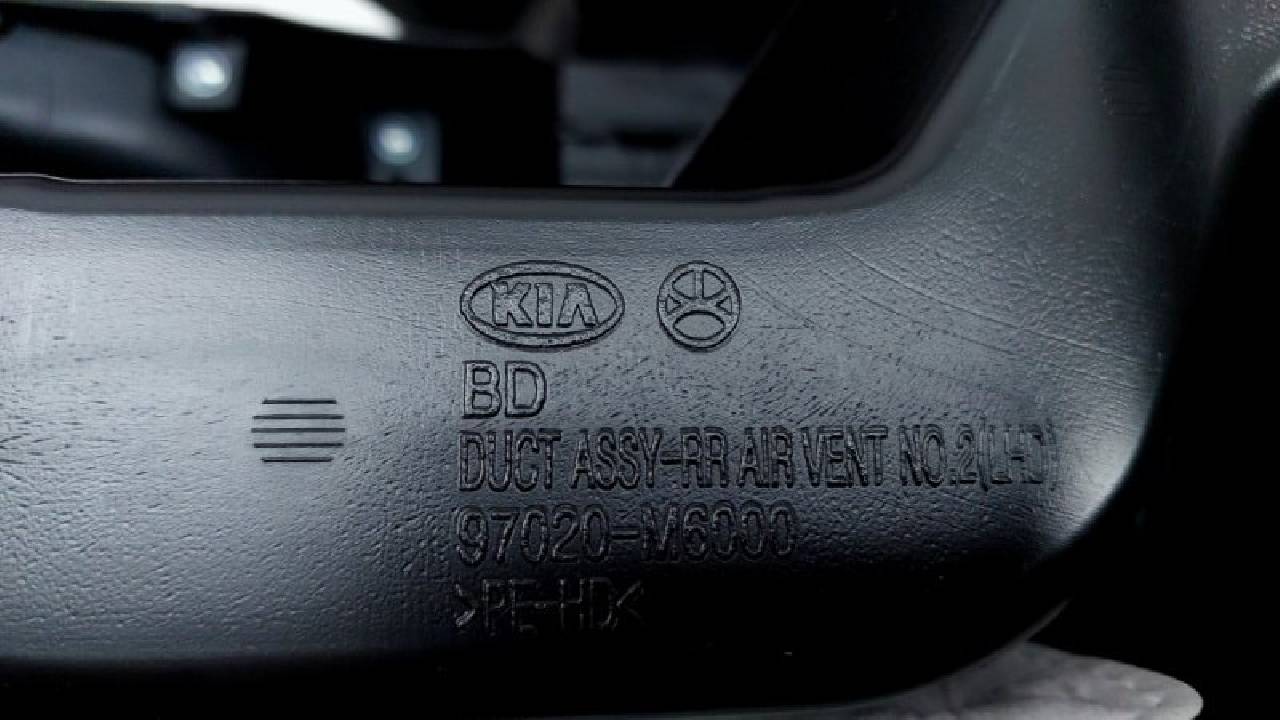 KIA
BD
DUCT ASSY-RR AIR VENT NO.2(LHD)
97020-M6000
>PE-HD<